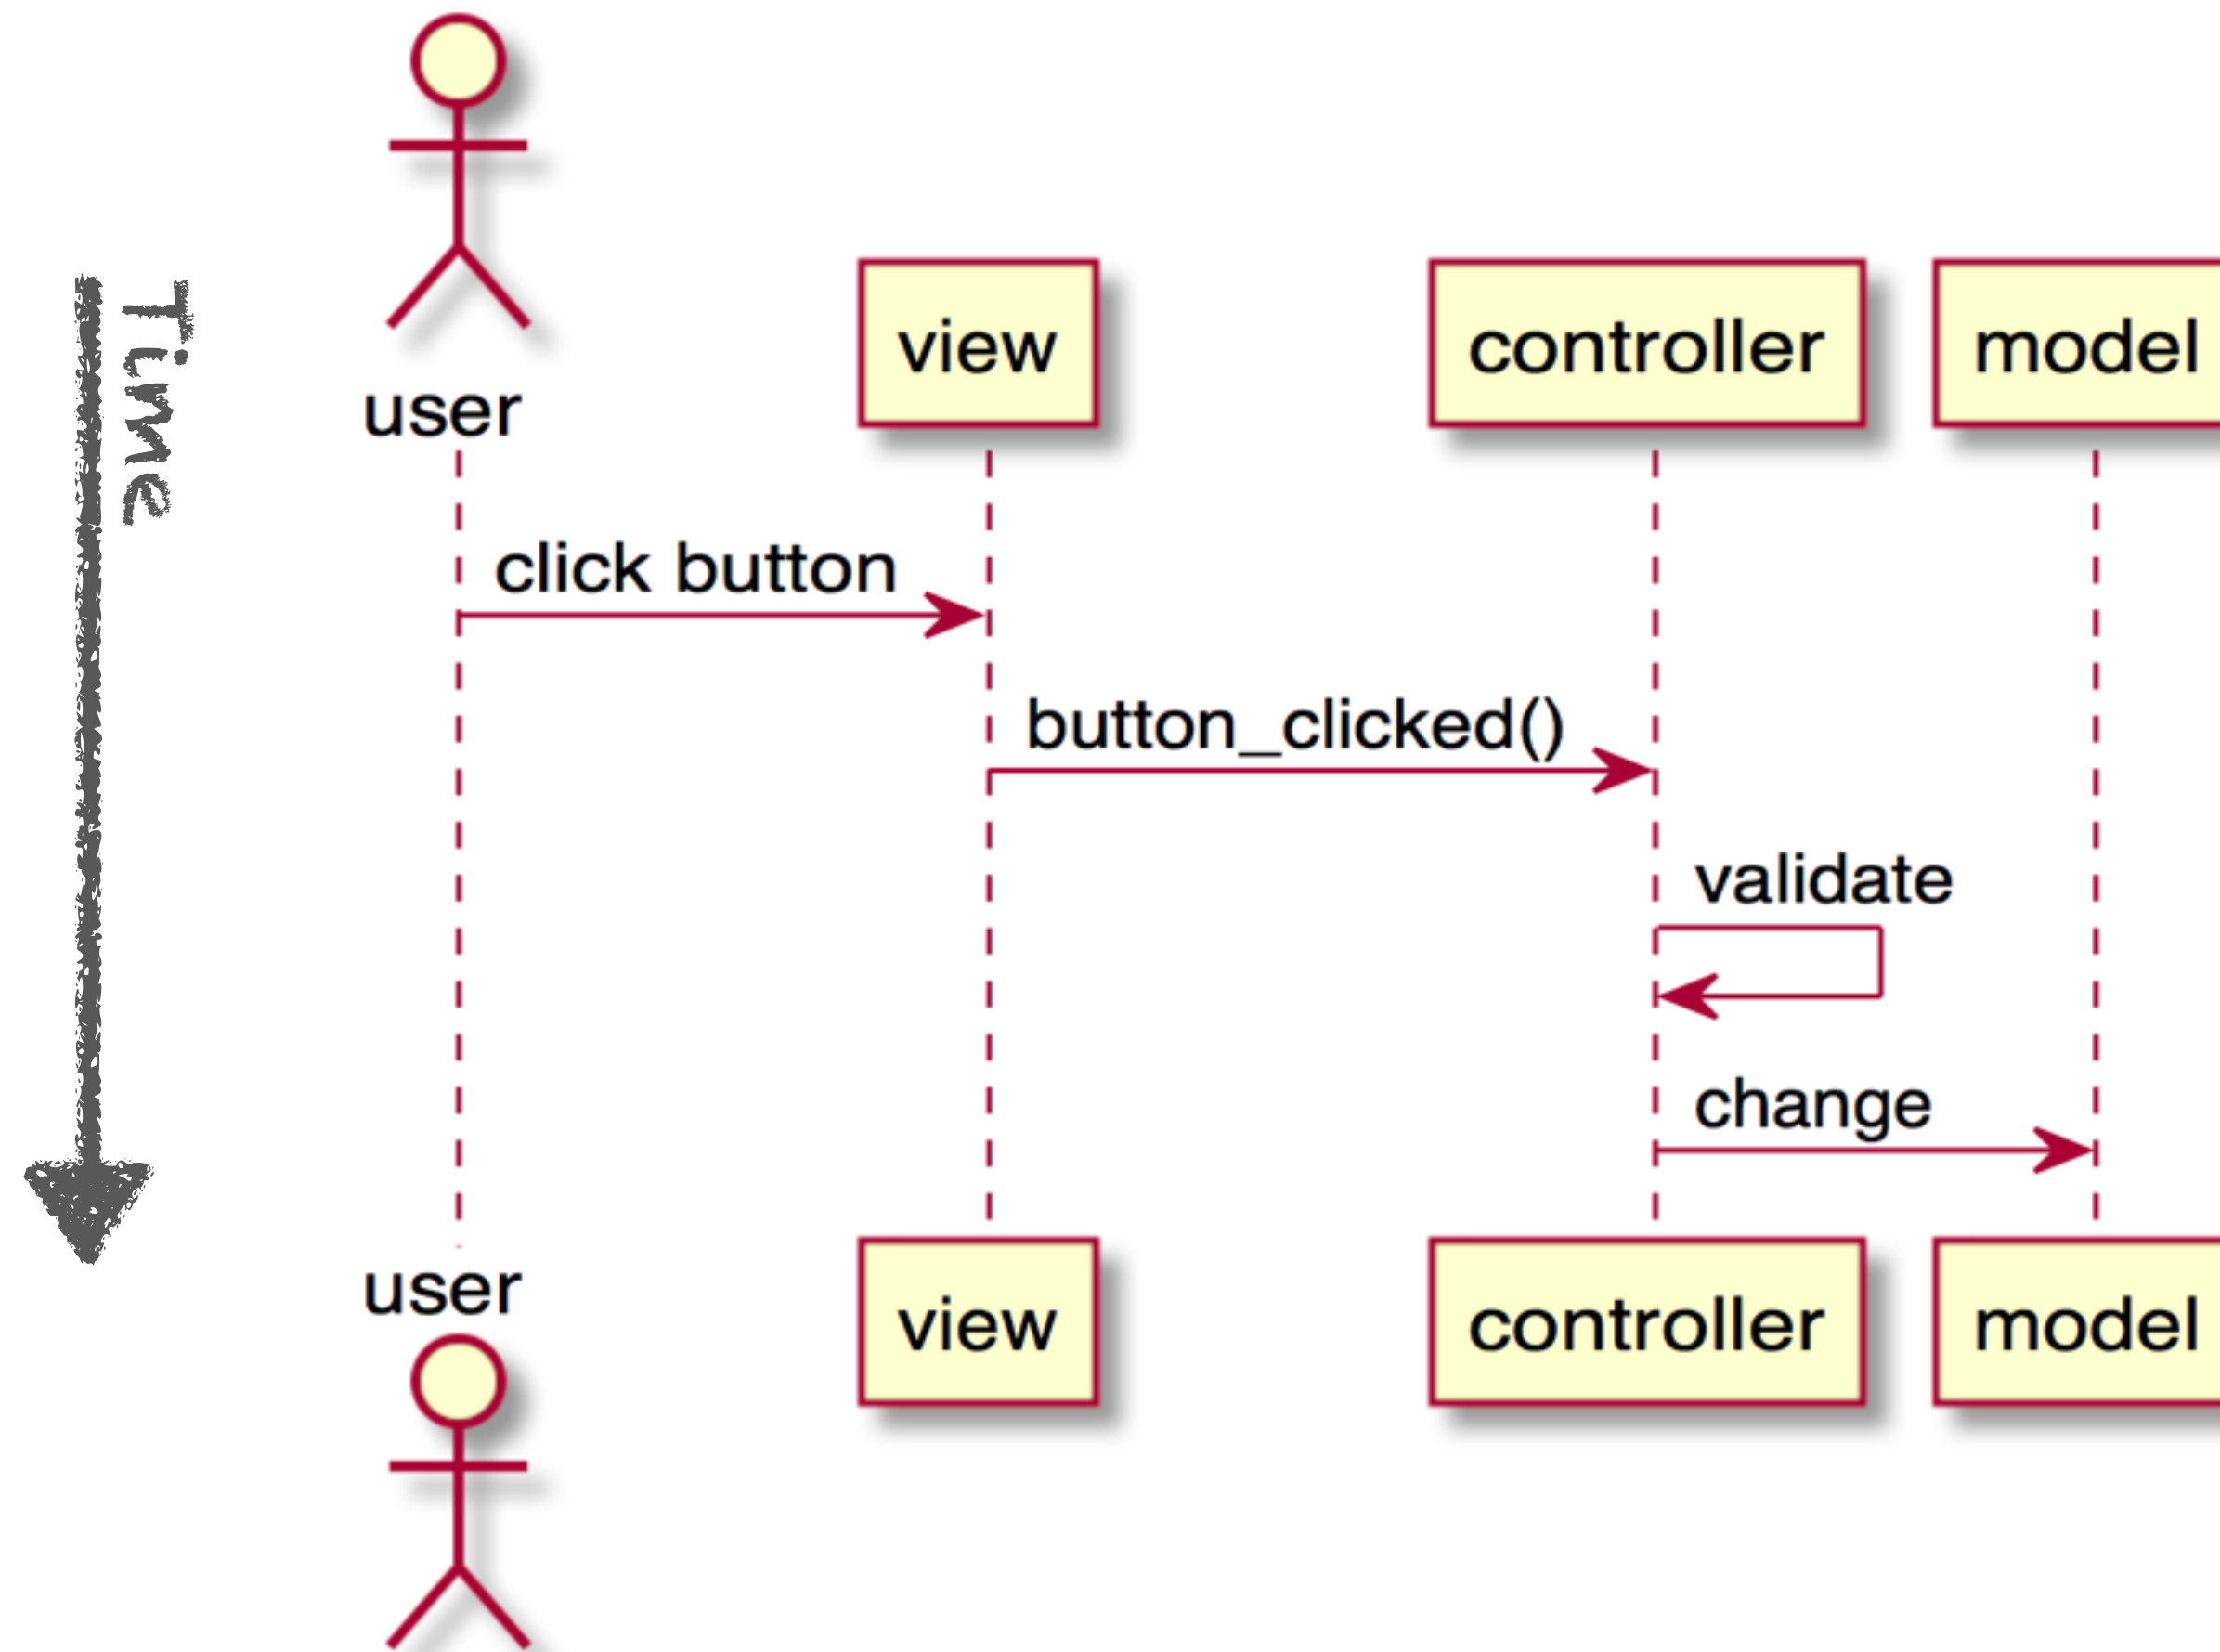 Time
user
view
controller
model
click button
button_clicked()
validate
change
user
view
controller
model